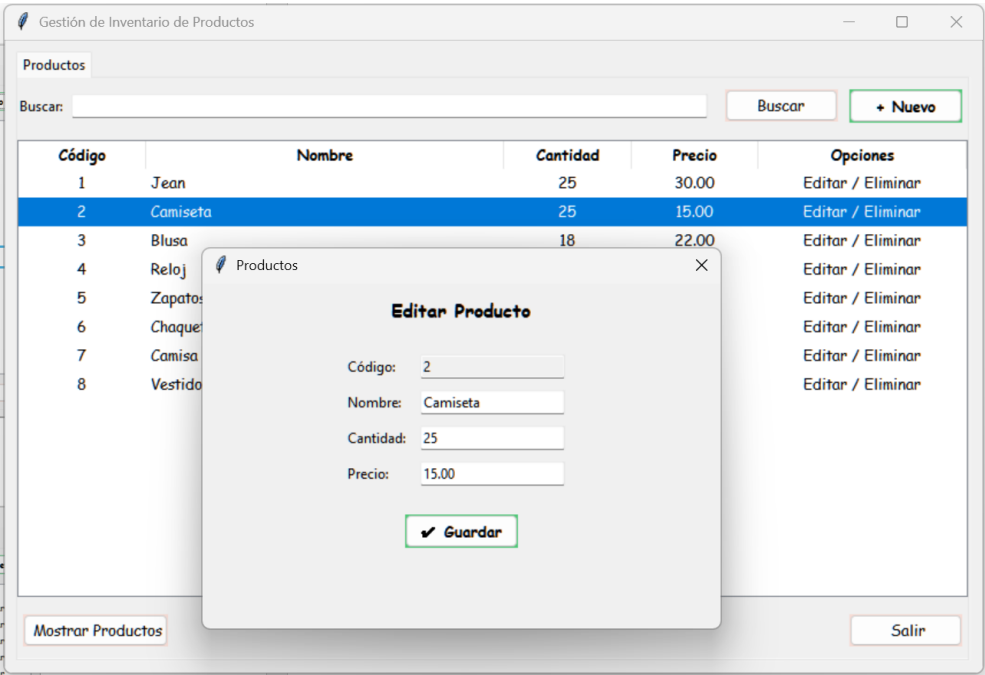 Gestión de Inventario de Productos
Productos
Buscar: Buscar + Nuevo
Código Nombre Cantidad Precio Opciones
1 Jean 25 30.00 Editar / Eliminar
2 Camiseta 25 15.00 Editar / Eliminar
3 Blusa 18 22.00 Editar / Eliminar
4 Reloj Editar / Eliminar
5 Zapatos Editar / Eliminar
6 Editar / Eliminar
7 Camisa Editar / Eliminar
8 Vestido Editar / Eliminar
Productos
Editar Producto
Código: 2
Nombre: Camiseta
Cantidad: 25
Precio: 15.00
✔ Guardar
Mostrar Productos Salir